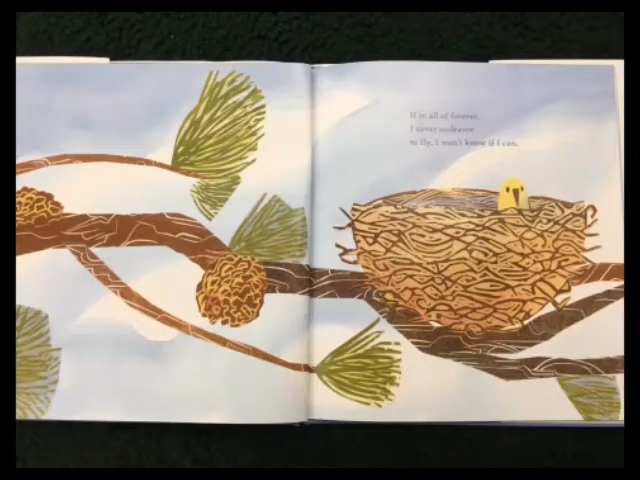 If in all of forever,
I never endeavor
to fly, I won't know if I can.